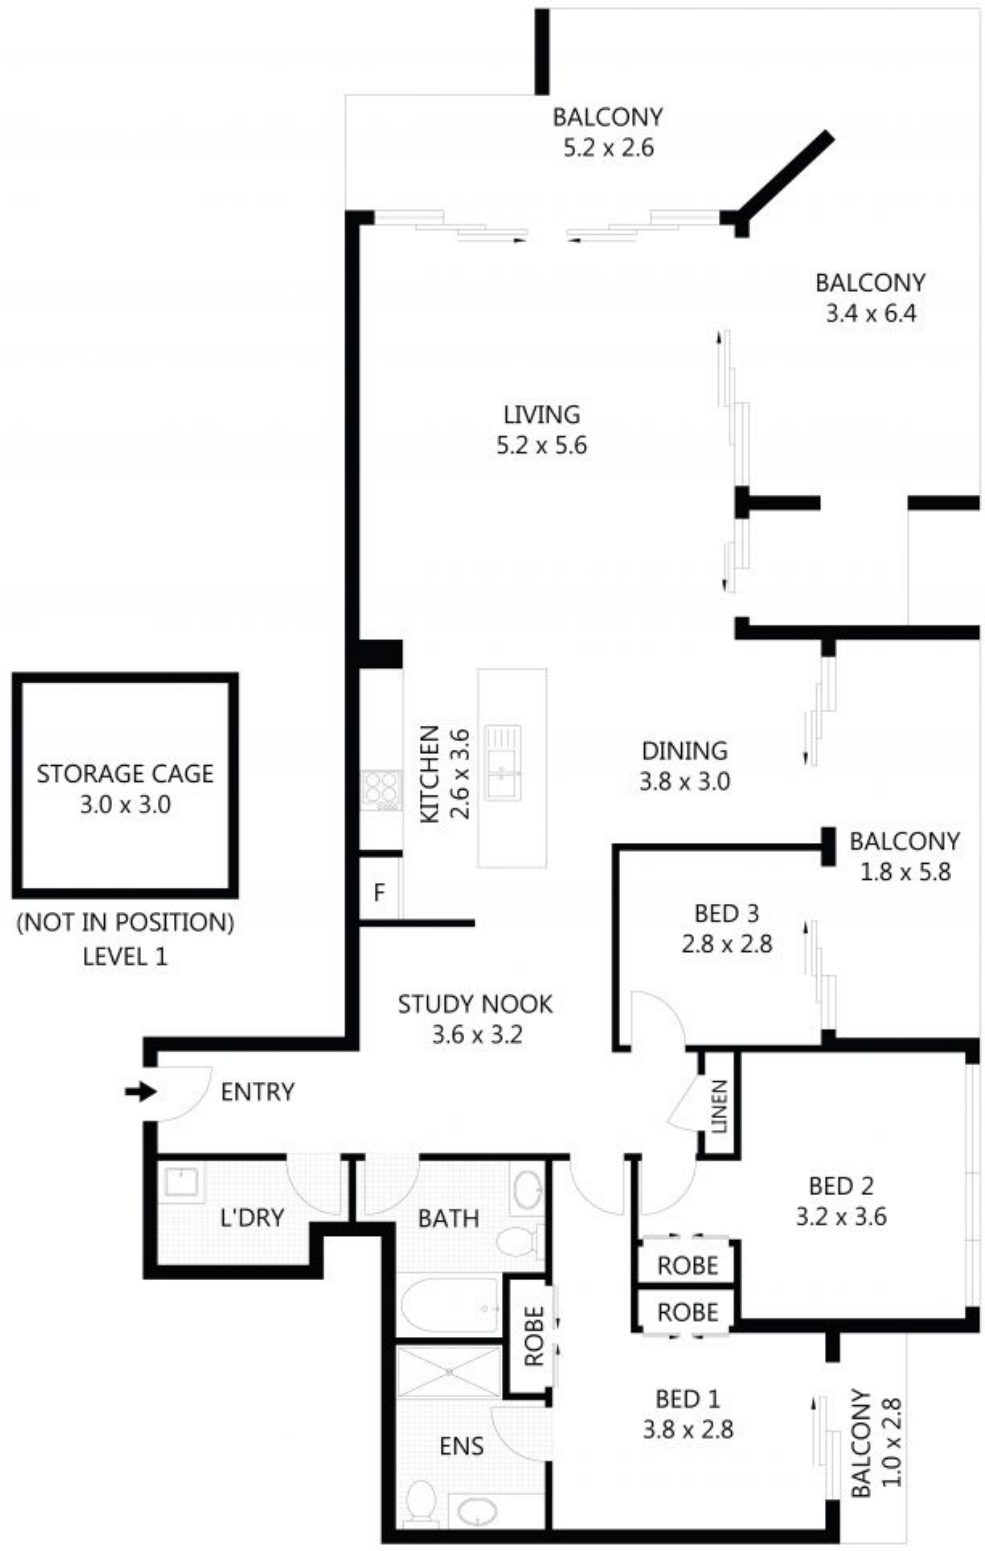 BALCONY
5.2 x 2.6
BALCONY
3.4 x 6.4
LIVING
5.2 x 5.6
STORAGE CAGE
3.0 x 3.0
(NOT IN POSITION)
LEVEL 1
KITCHEN
2.6 x 3.6
DINING
3.8 x 3.0
BALCONY
1.8 x 5.8
F
BED 3
2.8 x 2.8
STUDY NOOK
3.6 x 3.2
ENTRY
LINEN
BED 2
3.2 x 3.6
L'DRY
BATH
ROBE
ROBE
ROBE
BED 1
3.8 x 2.8
BALCONY
1.0 x 2.8
ENS